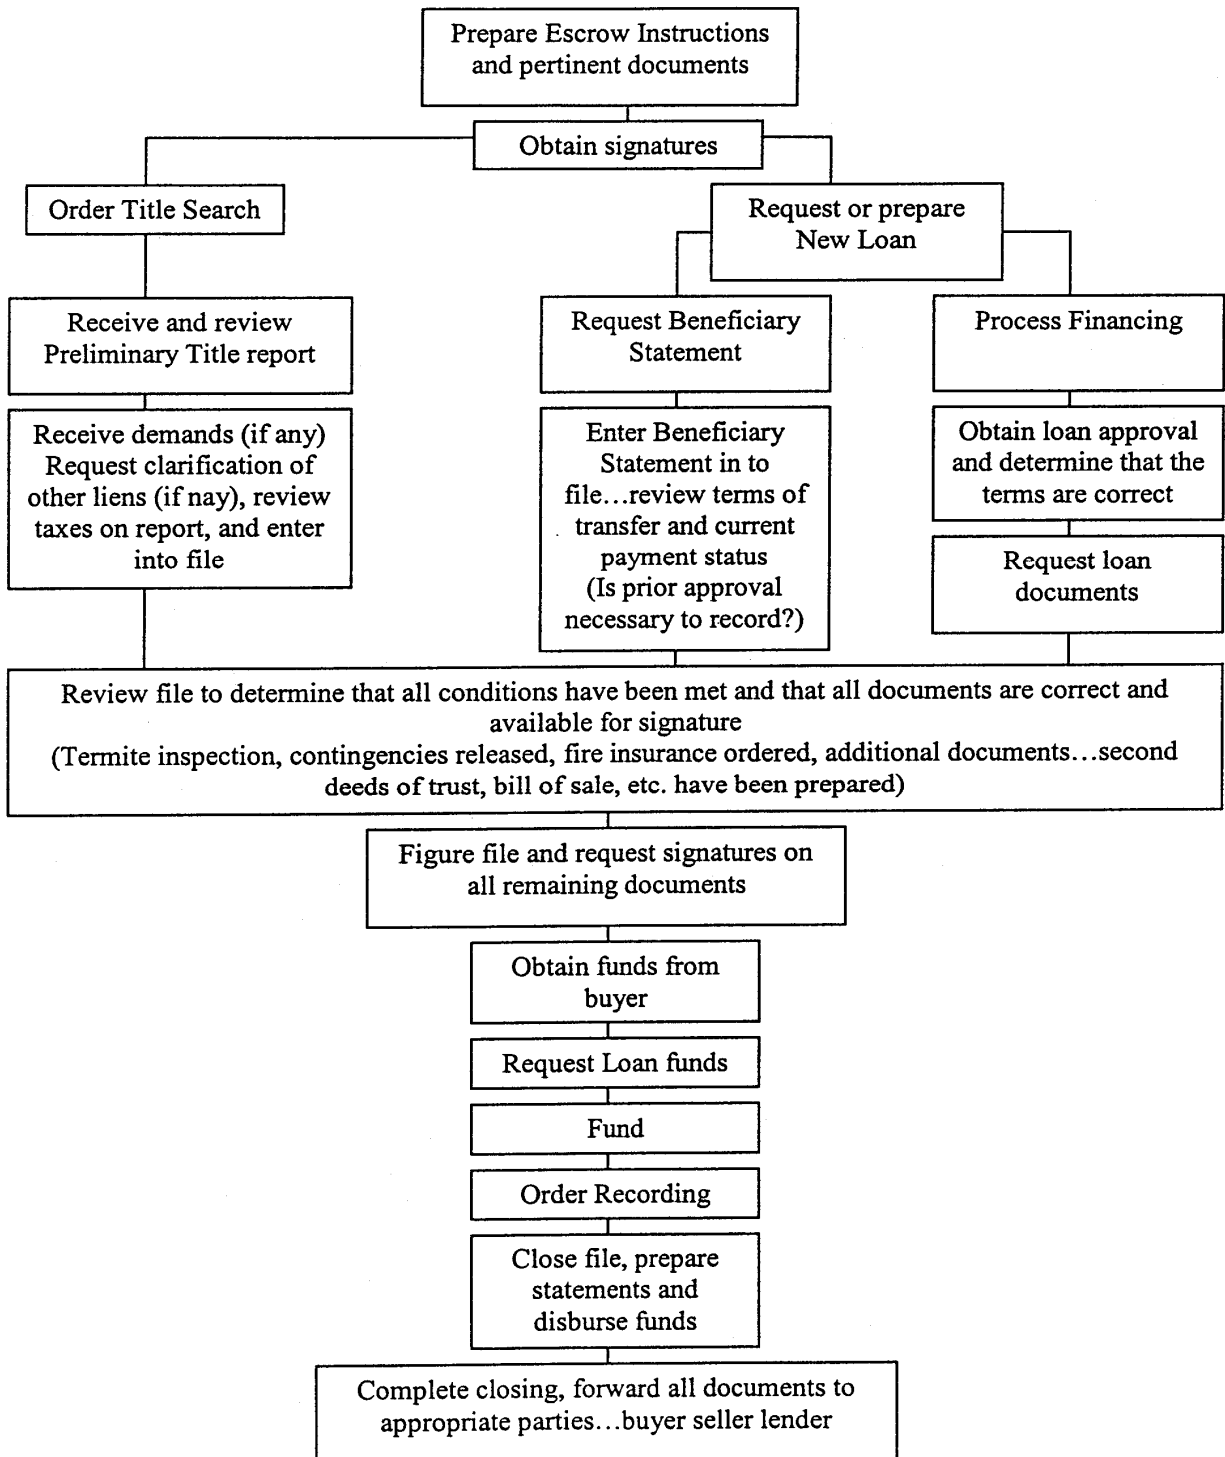 Prepare Escrow Instructions
and pertinent documents
Obtain signatures
Order Title Search
Request or prepare
New Loan
Receive and review
Preliminary Title report
Request Beneficiary
Statement
Process Financing
Receive demands (if any)
Request clarification of
other liens (if nay), review
taxes on report, and enter
into file
Enter Beneficiary
Statement in to
file…review terms of
transfer and current
payment status
(Is prior approval
necessary to record?)
Obtain loan approval
and determine that the
terms are correct
Request loan
documents
Review file to determine that all conditions have been met and that all documents are correct and
available for signature
(Termite inspection, contingencies released, fire insurance ordered, additional documents…second
deeds of trust, bill of sale, etc. have been prepared)
Figure file and request signatures on
all remaining documents
Obtain funds from
buyer
Request Loan funds
Fund
Order Recording
Close file, prepare
statements and
disburse funds
Complete closing, forward all documents to
appropriate parties…buyer seller lender